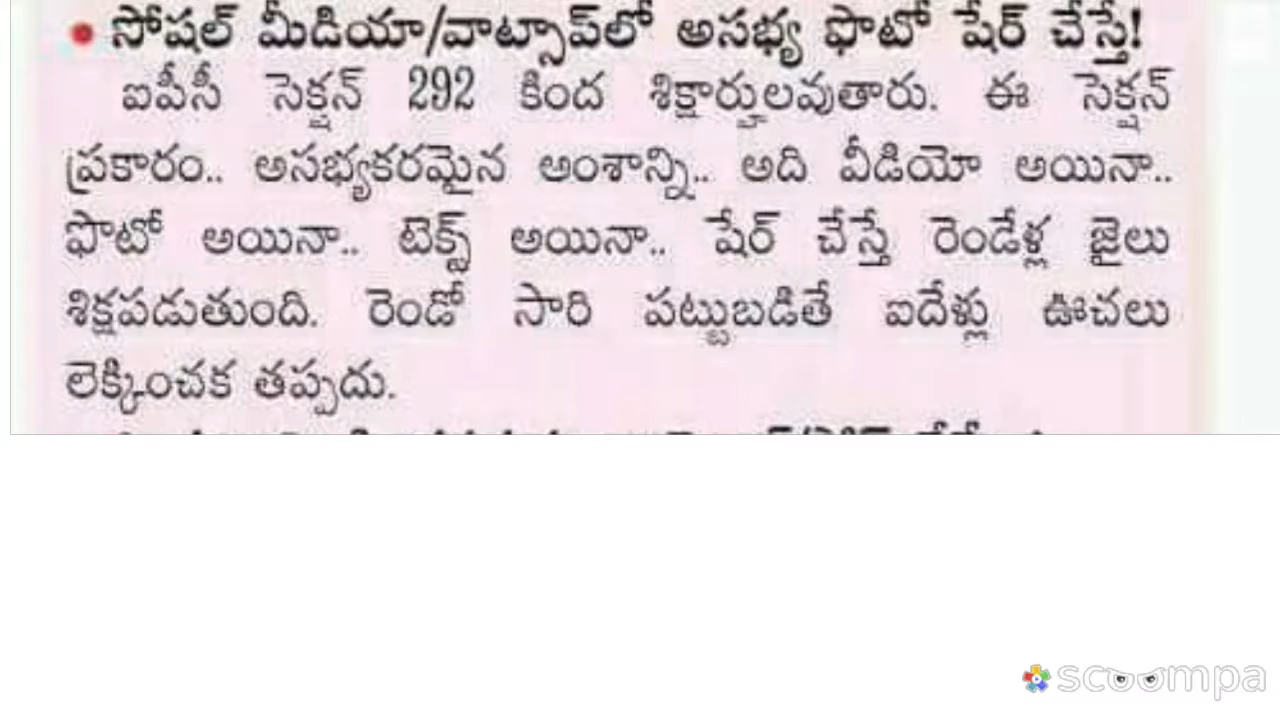 • సోషల్ మీడియా/వాట్సాప్‌లో అసభ్య ఫొటో షేర్ చేస్తే!
ఐపీసీ సెక్షన్ 292 కింద శిక్షార్హులవుతారు. ఈ సెక్షన్
ప్రకారం.. అసభ్యకరమైన అంశాన్ని.. అది వీడియో అయినా..
ఫొటో అయినా.. టెక్స్ట్ అయినా.. షేర్ చేస్తే రెండేళ్ల జైలు
శిక్షపడుతుంది. రెండో సారి పట్టుబడితే ఐదేళ్లు ఊచలు
లెక్కించక తప్పదు.
scoompa